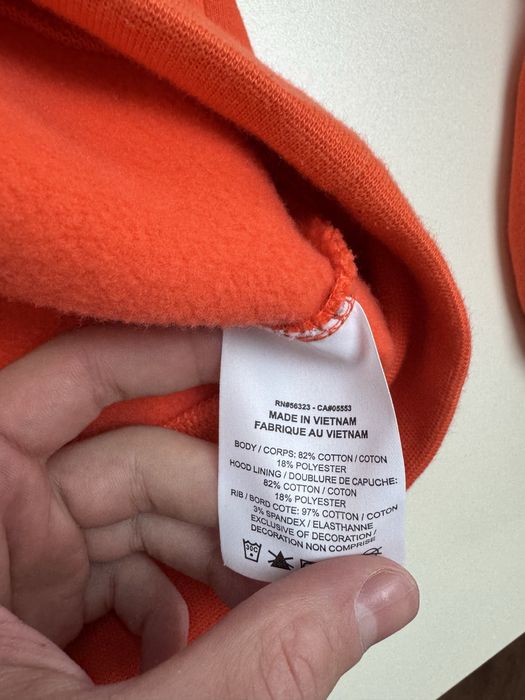 RN#56323 - CA#05553
MADE IN VIETNAM
FABRIQUE AU VIETNAM
BODY / CORPS: 82% COTTON / COTON
18% POLYESTER
HOOD LINING / DOUBLURE DE CAPUCHE:
82% COTTON / COTON
18% POLYESTER
RIB / BORD COTE: 97% COTTON / COTON
3% SPANDEX / ELASTHANNE
EXCLUSIVE OF DECORATION /
DECORATION NON COMPRISE
30C